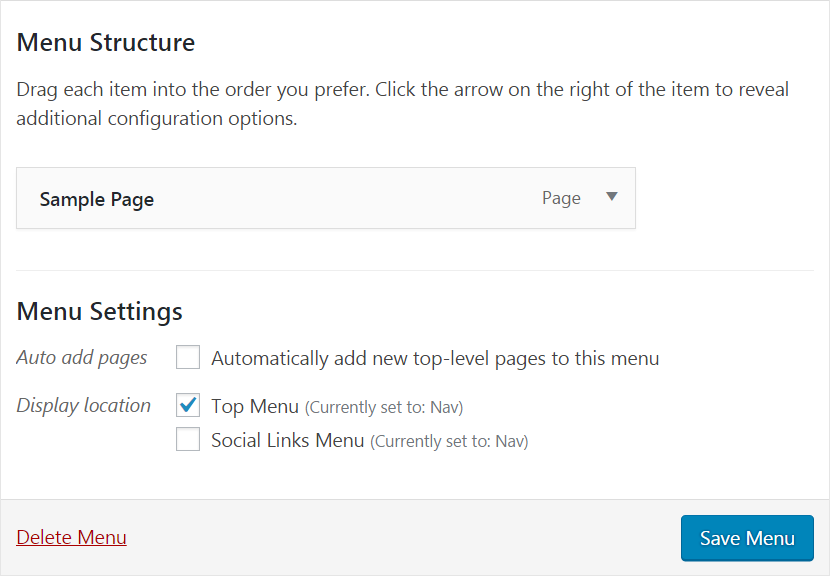 Menu Structure
Drag each item into the order you prefer. Click the arrow on the right of the item to reveal
additional configuration options.
Sample Page Page
Menu Settings
Auto add pages Automatically add new top-level pages to this menu
Display location Top Menu (Currently set to: Nav)
Social Links Menu (Currently set to: Nav)
Delete Menu Save Menu